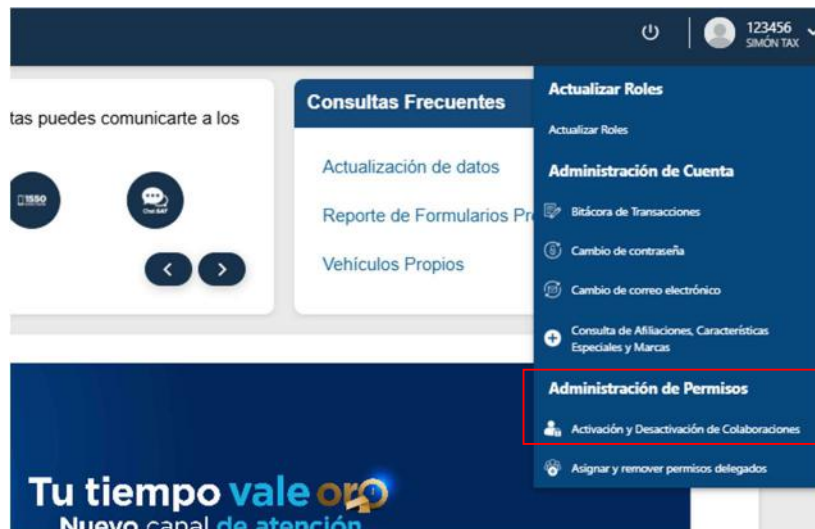 123456
SIMÓN TAX
tas puedes comunicarte a los
1550
Chat SAT
Consultas Frecuentes
Actualización de datos
Reporte de Formularios Pr
Vehículos Propios
Actualizar Roles
Actualizar Roles
Administración de Cuenta
Bitácora de Transacciones
Cambio de contraseña
Cambio de correo electrónico
Consulta de Afiliaciones, Características
Especiales y Marcas
Administración de Permisos
Activación y Desactivación de Colaboraciones
Asignar y remover permisos delegados
Tu tiempo vale oro
Nuevo canal de atención